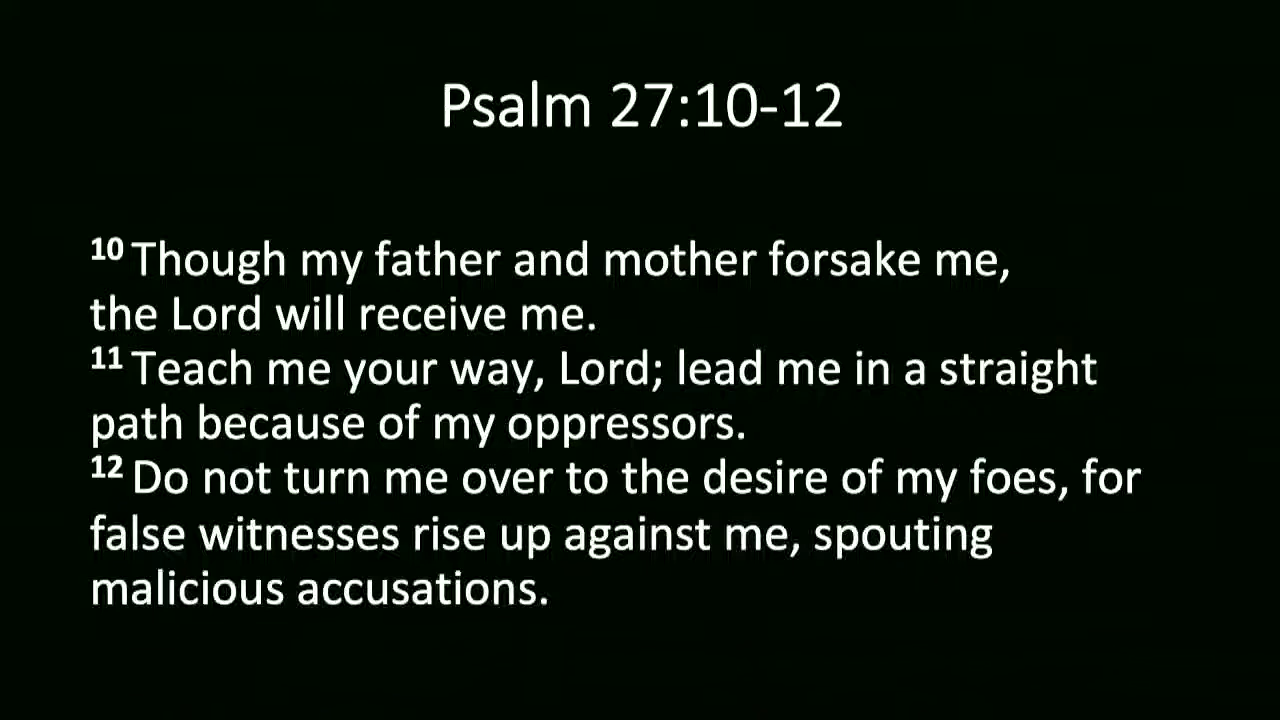 Psalm 27:10-12
10 Though my father and mother forsake me,
the Lord will receive me.
11 Teach me your way, Lord; lead me in a straight
path because of my oppressors.
12 Do not turn me over to the desire of my foes, for
false witnesses rise up against me, spouting
malicious accusations.